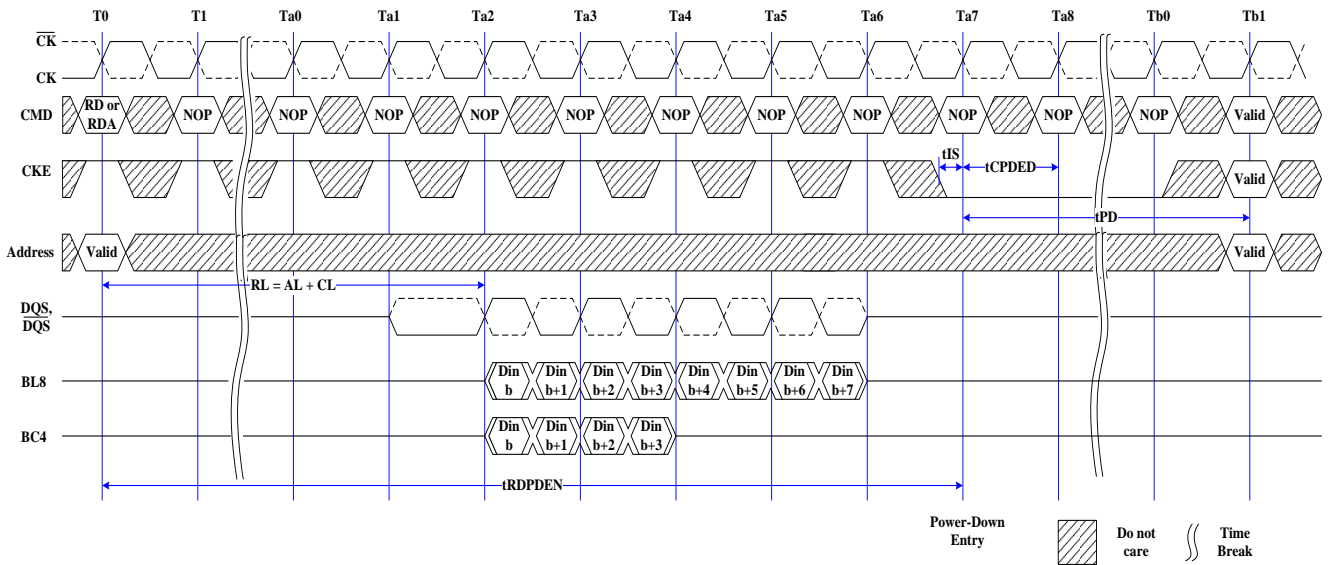 T0 T1 Ta0 Ta1 Ta2 Ta3 Ta4 Ta5 Ta6 Ta7 Ta8 Tb0 Tb1
CK
CK
CMD
RD or
RDA
NOP NOP NOP NOP NOP NOP NOP NOP NOP NOP NOP Valid
tIS
tCPDED
CKE
Valid
tPD
Address
Valid
Valid
RL = AL + CL
DQS,
DQS
BL8
Din
b
Din
b+1
Din
b+2
Din
b+3
Din
b+4
Din
b+5
Din
b+6
Din
b+7
BC4
Din
b
Din
b+1
Din
b+2
Din
b+3
tRDPDEN
Power-Down
Entry
Do not
care
Time
Break